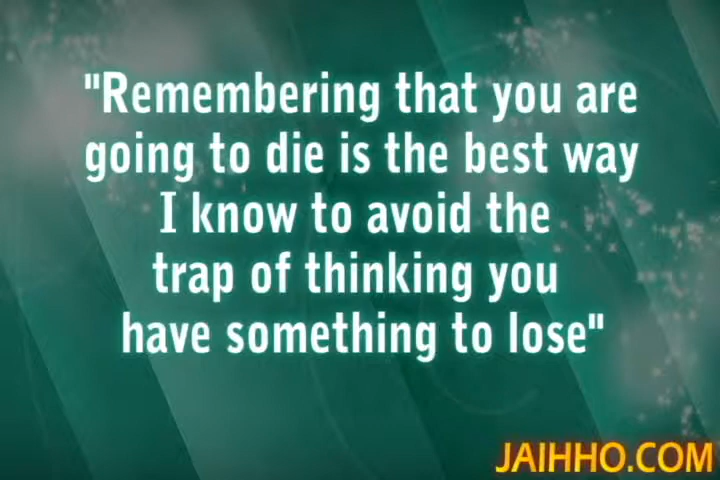 "Remembering that you are
going to die is the best way
I know to avoid the
trap of thinking you
have something to lose"
JAIHHO.COM